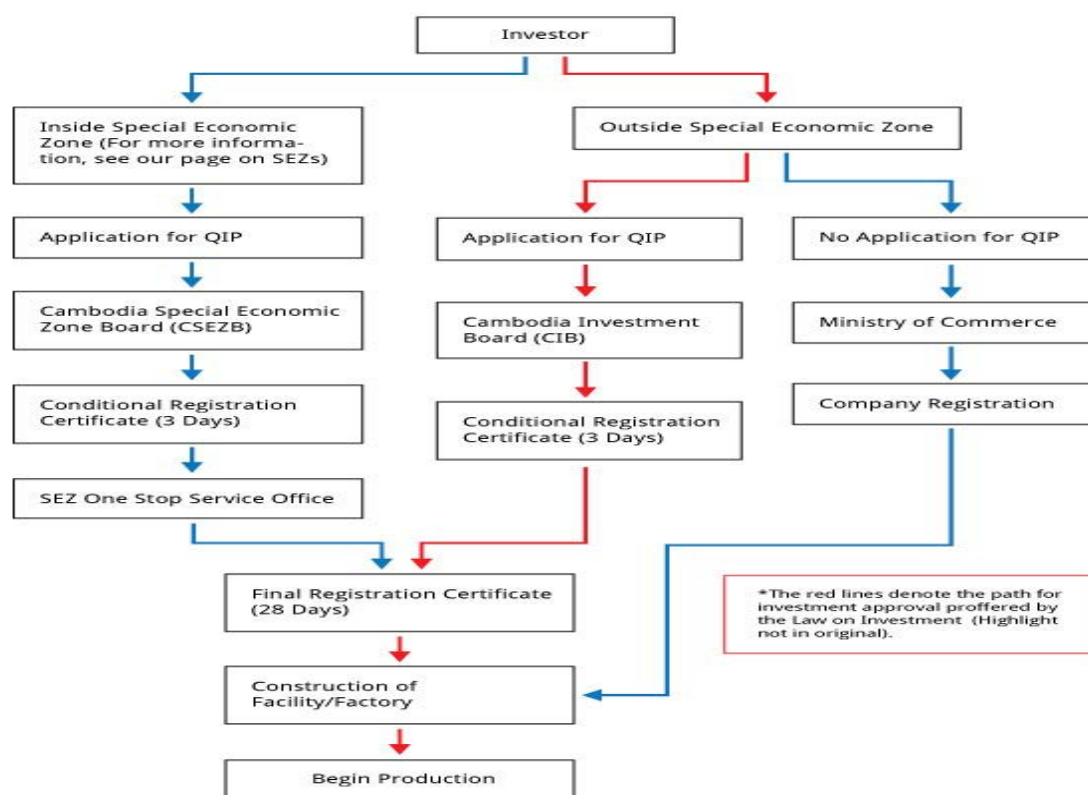 Investor
Inside Special Economic
Zone (For more informa-
tion, see our page on SEZs)
Outside Special Economic Zone
Application for QIP
Application for QIP
No Application for QIP
Cambodia Special Economic
Zone Board (CSEZB)
Cambodia Investment
Board (CIB)
Ministry of Commerce
Conditional Registration
Certificate (3 Days)
Conditional Registration
Certificate (3 Days)
Company Registration
SEZ One Stop Service Office
Final Registration Certificate
(28 Days)
*The red lines denote the path for
investment approval proffered by
the Law on Investment (Highlight
not in original).
Construction of
Facility/Factory
Begin Production